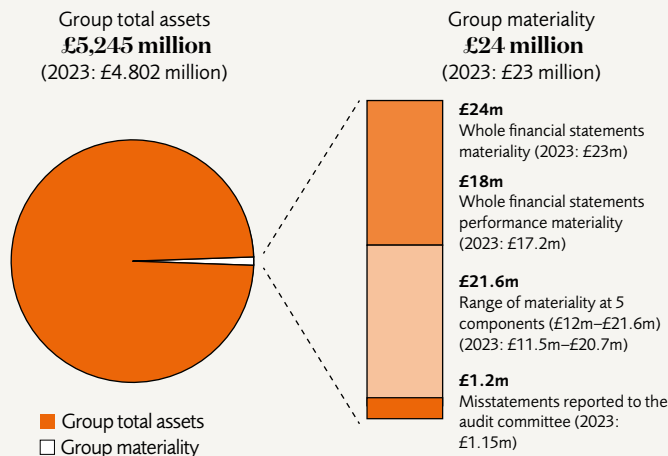 Group total assets
£5,245 million
(2023: £4.802 million)
Group materiality
£24 million
(2023: £23 million)
£24m
Whole financial statements
materiality (2023: £23m)
£18m
Whole financial statements
performance materiality
(2023: £17.2m)
£21.6m
Range of materiality at 5
components (£12m–£21.6m)
(2023: £11.5m–£20.7m)
£1.2m
Misstatements reported to the
audit committee (2023:
£1.15m)
Group total assets
Group materiality